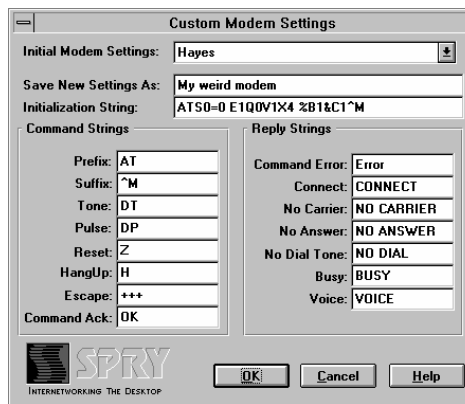 Custom Modem Settings
Initial Modem Settings: Hayes
Save New Settings As: My weird modem
Initialization String: ATS0=0 E1Q0V1X4 %B1&C1^M
Command Strings
Prefix: AT
Suffix: ^M
Tone: DT
Pulse: DP
Reset: Z
HangUp: H
Escape: +++
Command Ack: OK
Reply Strings
Command Error: Error
Connect: CONNECT
No Carrier: NO CARRIER
No Answer: NO ANSWER
No Dial Tone: NO DIAL
Busy: BUSY
Voice: VOICE
SPRY
INTERNETWORKING THE DESKTOP
OK Cancel Help